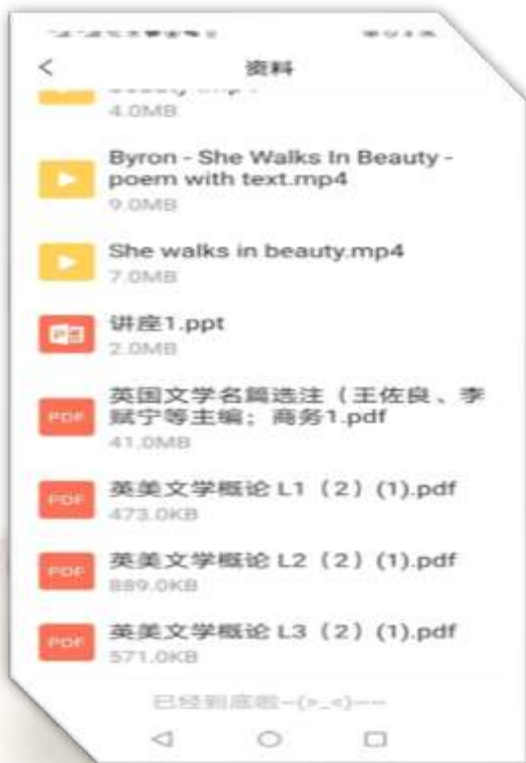 资料
4.0MB
Byron - She Walks In Beauty -
poem with text.mp4
9.0MB
She walks in beauty.mp4
7.0MB
讲座1.ppt
2.0MB
英国文学名篇选注（王佐良、李
赋宁等主编；商务1.pdf
PDF
41.0MB
英美文学概论 L1（2）(1).pdf
PDF
473.0KB
英美文学概论 L2（2）(1).pdf
PDF
889.0KB
英美文学概论 L3（2）(1).pdf
PDF
571.0KB
已经到底啦~(>_<)~~